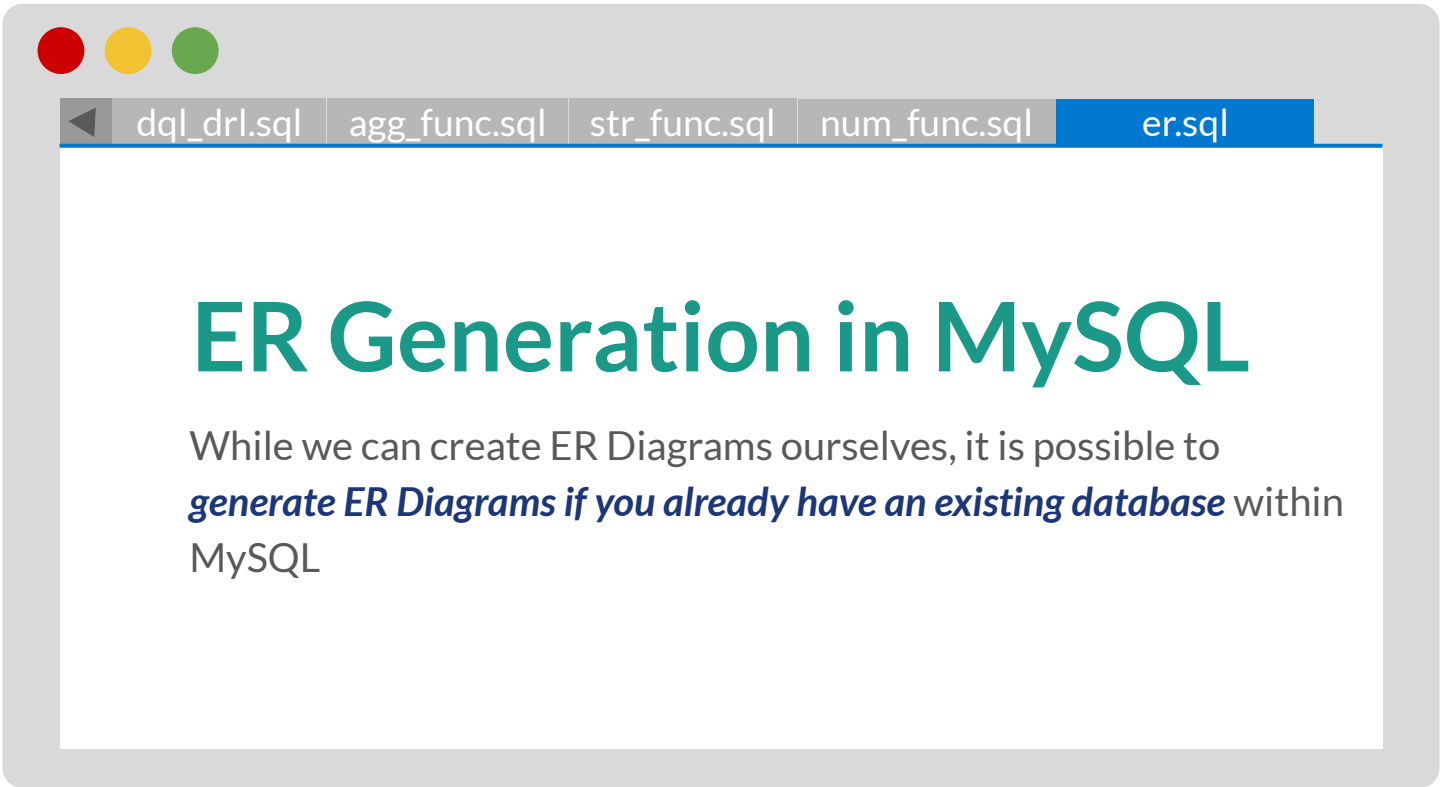 dql_drl.sql agg_func.sql str_func.sql num_func.sql er.sql
ER Generation in MySQL
While we can create ER Diagrams ourselves, it is possible to
generate ER Diagrams if you already have an existing database within
MySQL